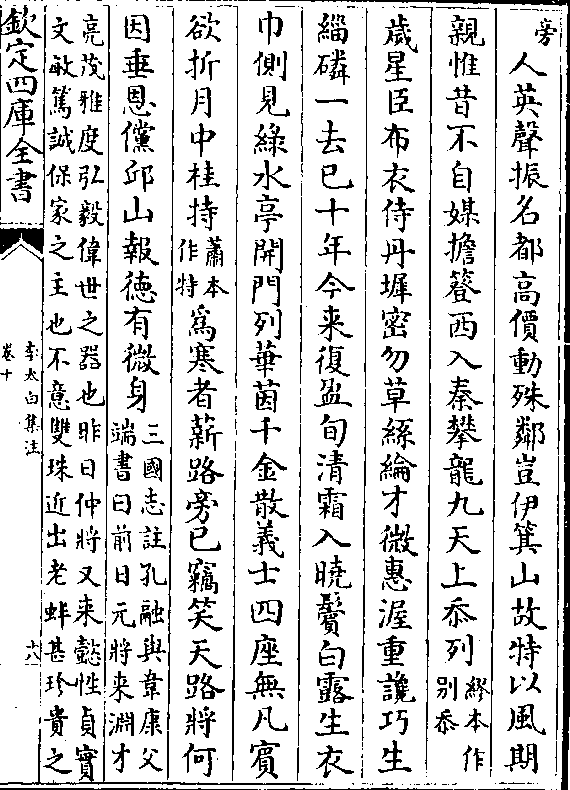 旁
人英聲振名都高價動殊鄰豈伊箕山故特以風期
親惟昔不自媒擔簦西入秦攀龍九天上忝列
繆本作
别忝
歲星臣布衣侍丹墀密勿草絲綸才微惠渥重讒巧生
緇磷一去已十年今来復盈旬清霜入曉鬢白露生衣
巾側見綠水亭開門列華茵千金散義士四座無凡賓
欲折月中桂持
蕭本
作特
爲寒者薪路旁已竊笑天路將何
因垂恩儻邱山報徳有微身
三國志註孔融與韋康父
端書曰前日元將来淵才
亮茂雅度弘毅偉世之器也昨日仲將又来懿性貞實
文敏篤誠保家之主也不意雙珠近出老蚌甚珍貴之
欽定四庫全書
李太白集注
卷十
六八